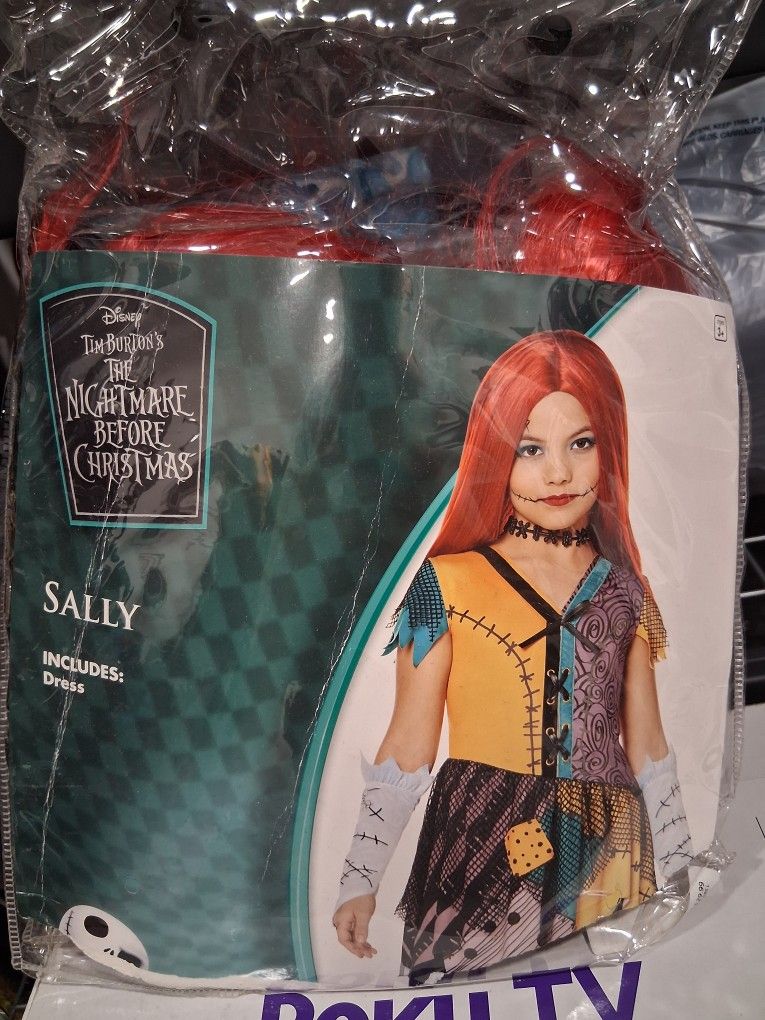 DISNEY
TIM BURTON'S
THE
NIGHTMARE
BEFORE
CHRISTMAS
SALLY
INCLUDES:
Dress
3+
Roku TV